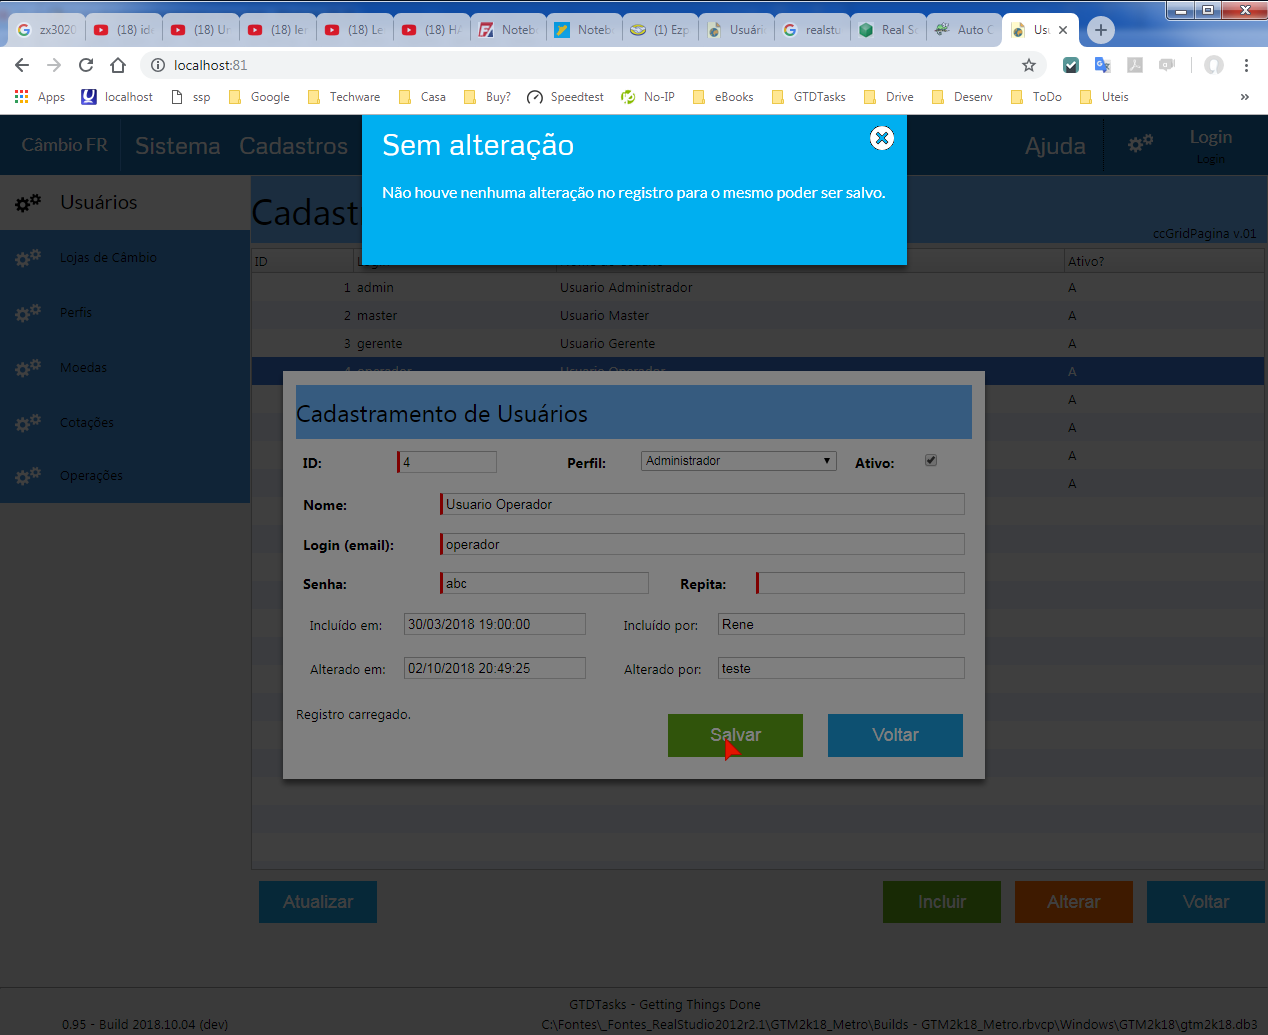 zx3020 (18) ide (18) Ur (18) ler (18) Le (18) HA Noteb Noteb (1) Ezp Usuári realstu Real So Auto C Usu
localhost:81
Apps localhost ssp Google Techware Casa Buy? Speedtest No-IP eBooks GTDTasks Drive Desenv ToDo Uteis »
Câmbio FR Sistema Cadastros Ajuda Login
Login
Sem alteração
Não houve nenhuma alteração no registro para o mesmo poder ser salvo.
Usuários
Lojas de Câmbio
Perfis
Moedas
Cotações
Operações
Cadast
ccGridPagina v.01
ID Ativo?
1 admin Usuario Administrador A
2 master Usuario Master A
3 gerente Usuario Gerente A
4 operador Usuario Operador A
A
A
A
A
Cadastramento de Usuários
ID: 4 Perfil: Administrador Ativo:
Nome: Usuario Operador
Login (email): operador
Senha: abc Repita:
Incluído em: 30/03/2018 19:00:00 Incluído por: Rene
Alterado em: 02/10/2018 20:49:25 Alterado por: teste
Registro carregado.
Salvar Voltar
Atualizar Incluir Alterar Voltar
GTDTasks - Getting Things Done
0.95 - Build 2018.10.04 (dev) C:\Fontes\_Fontes_RealStudio2012r2.1\GTM2k18_Metro\Builds - GTM2k18_Metro.rbvcp\Windows\GTM2k18\gtm2k18.db3